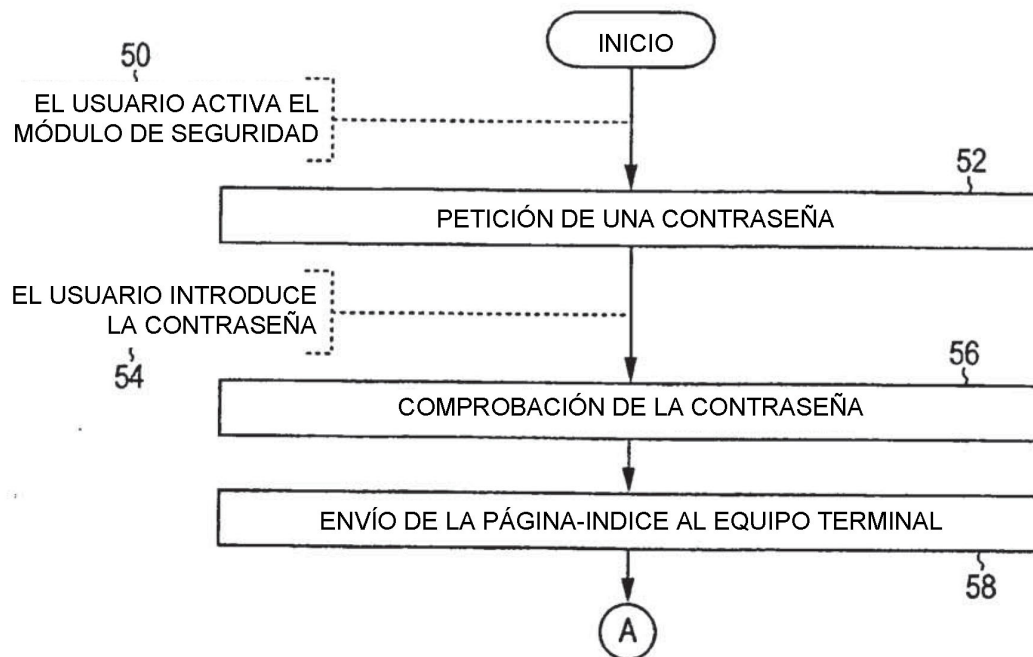 INICIO
50
EL USUARIO ACTIVA EL
MÓDULO DE SEGURIDAD
52
PETICIÓN DE UNA CONTRASEÑA
EL USUARIO INTRODUCE
LA CONTRASEÑA
54
56
COMPROBACIÓN DE LA CONTRASEÑA
ENVÍO DE LA PÁGINA-INDICE AL EQUIPO TERMINAL
58
A